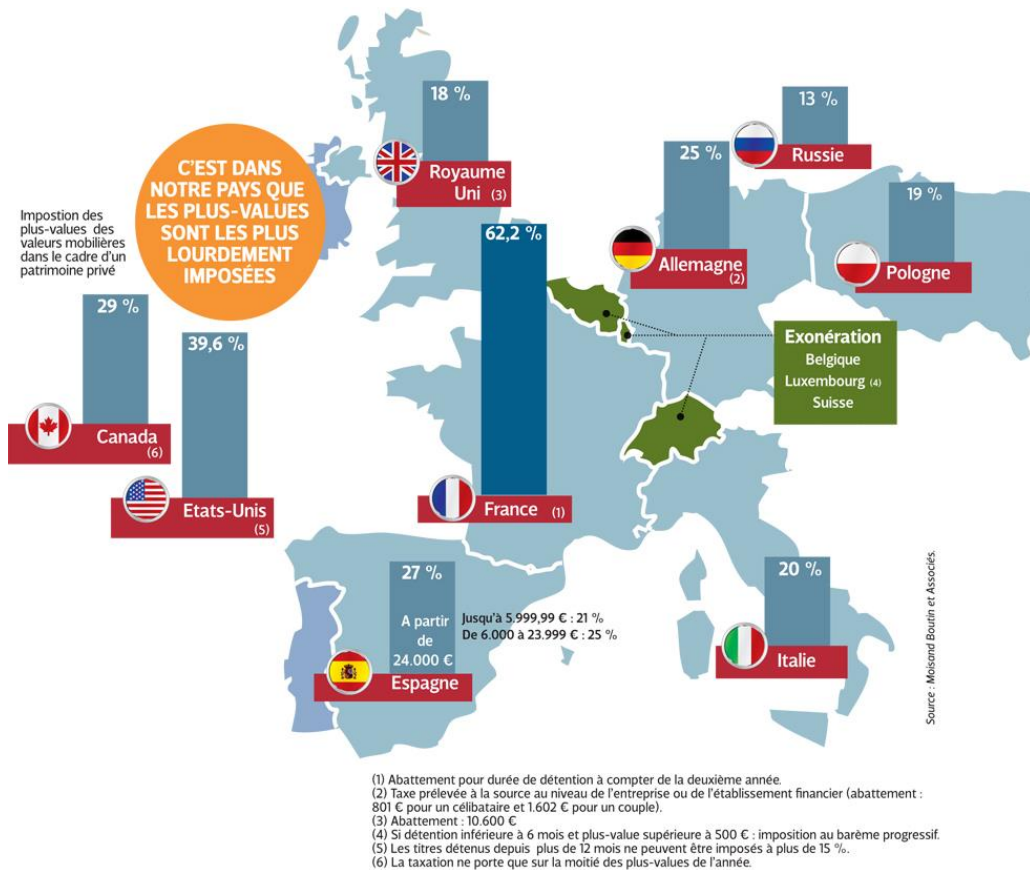 C'EST DANS
NOTRE PAYS QUE
LES PLUS-VALUES
SONT LES PLUS
LOURDEMENT
IMPOSÉES
Impostion des
plus-values des
valeurs mobilières
dans le cadre d'un
patrimoine privé
18 %
Royaume
Uni (3)
13 %
Russie
25 %
Allemagne
(2)
19 %
Pologne
62,2 %
France (1)
29 %
Canada
(6)
39,6 %
Etats-Unis
(5)
Exonération
Belgique
Luxembourg (4)
Suisse
27 %
A partir
de
24.000 €
Espagne
Jusqu'à 5.999,99 € : 21 %
De 6.000 à 23.999 € : 25 %
20 %
Italie
Source : Moisand Boutin et Associés.
(1) Abattement pour durée de détention à compter de la deuxième année.
(2) Taxe prélevée à la source au niveau de l'entreprise ou de l'établissement financier (abattement :
801 € pour un célibataire et 1.602 € pour un couple).
(3) Abattement : 10.600 €
(4) Si détention inférieure à 6 mois et plus-value supérieure à 500 € : imposition au barème progressif.
(5) Les titres détenus depuis plus de 12 mois ne peuvent être imposés à plus de 15 %.
(6) La taxation ne porte que sur la moitié des plus-values de l'année.